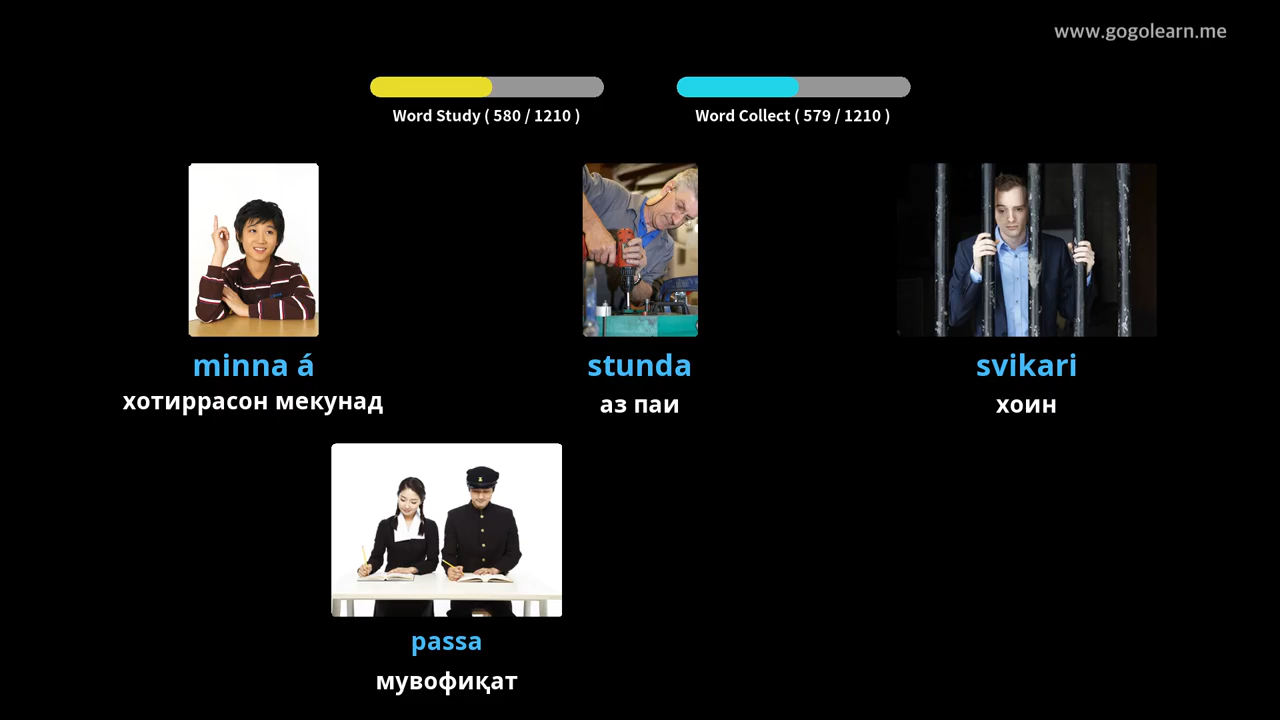 www.gogolearn.me
Word Study ( 580 / 1210 )
Word Collect ( 579 / 1210 )
minna á
stunda
svikari
хотиррасон мекунад
аз паи
хоин
passa
мувофиқат